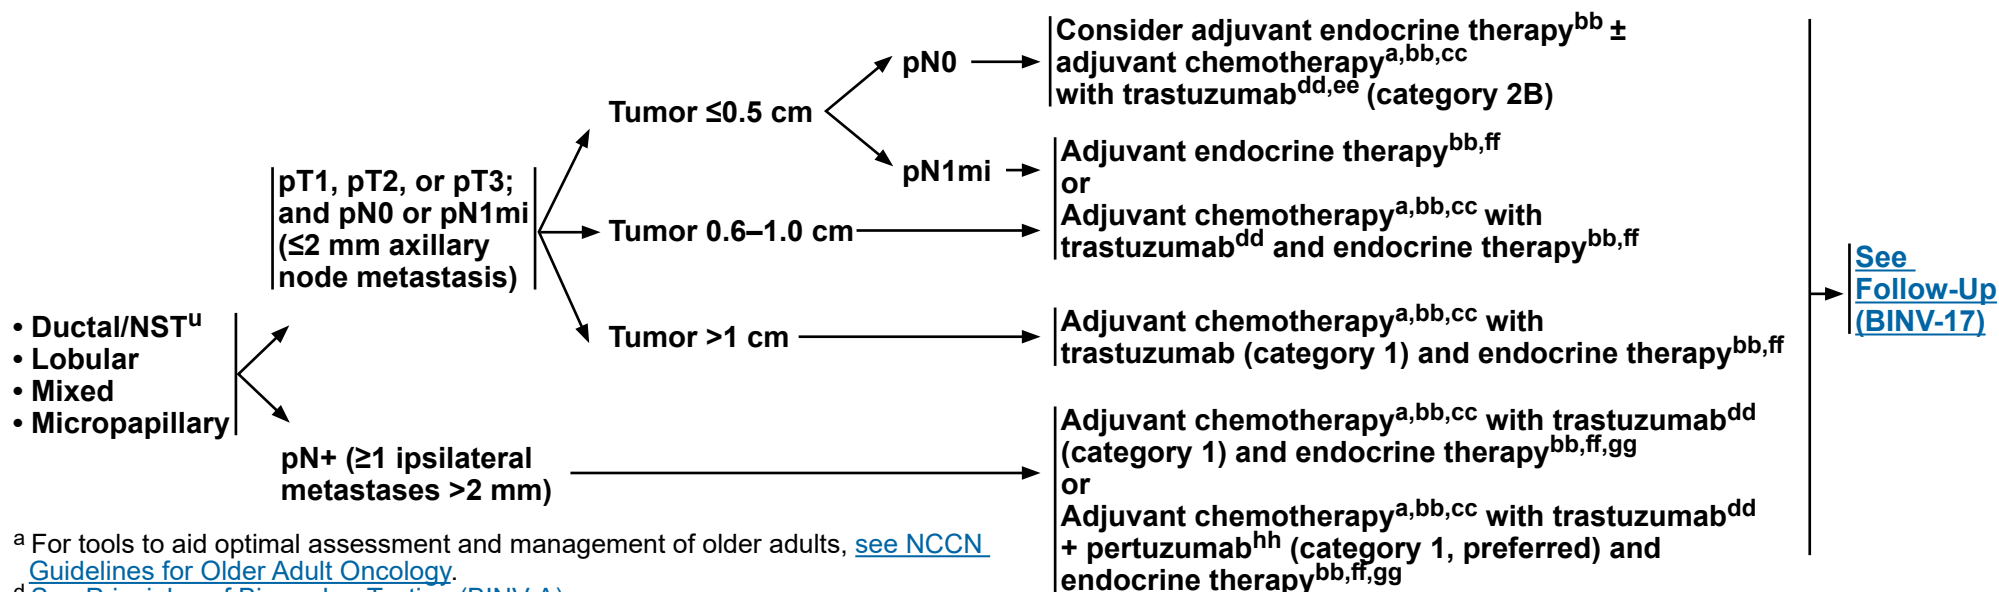 • Ductal/NSTu
• Lobular
• Mixed
• Micropapillary
pT1, pT2, or pT3;
and pN0 or pN1mi
(≤2 mm axillary
node metastasis)
Tumor ≤0.5 cm
pN0
Consider adjuvant endocrine therapybb ±
adjuvant chemotherapya,bb,cc
with trastuzumabdd,ee (category 2B)
pN1mi
Adjuvant endocrine therapybb,ff
or
Adjuvant chemotherapya,bb,cc with
trastuzumabdd and endocrine therapybb,ff
Tumor 0.6–1.0 cm
Tumor >1 cm
Adjuvant chemotherapya,bb,cc with
trastuzumab (category 1) and endocrine therapybb,ff
pN+ (≥1 ipsilateral
metastases >2 mm)
Adjuvant chemotherapya,bb,cc with trastuzumabdd
(category 1) and endocrine therapybb,ff,gg
or
Adjuvant chemotherapya,bb,cc with trastuzumabdd
+ pertuzumabhh (category 1, preferred) and
endocrine therapybb,ff,gg
See
Follow-Up
(BINV-17)
a For tools to aid optimal assessment and management of older adults, see NCCN
Guidelines for Older Adult Oncology.